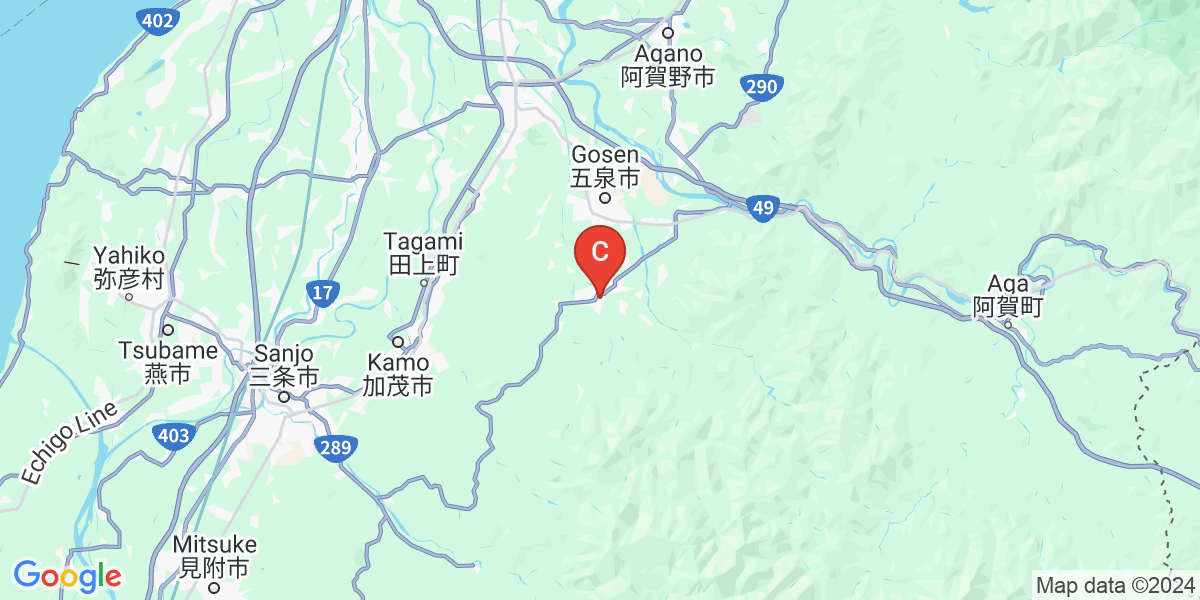 402
Agano
阿賀野市
290
Gosen
五泉市
49
Tagami
田上町
C
Yahiko
弥彦村
17
Aga
阿賀町
Tsubame
燕市
Sanjo
三条市
Kamo
加茂市
Echigo Line
403
289
Mitsuke
見附市
Google
Map data ©2024